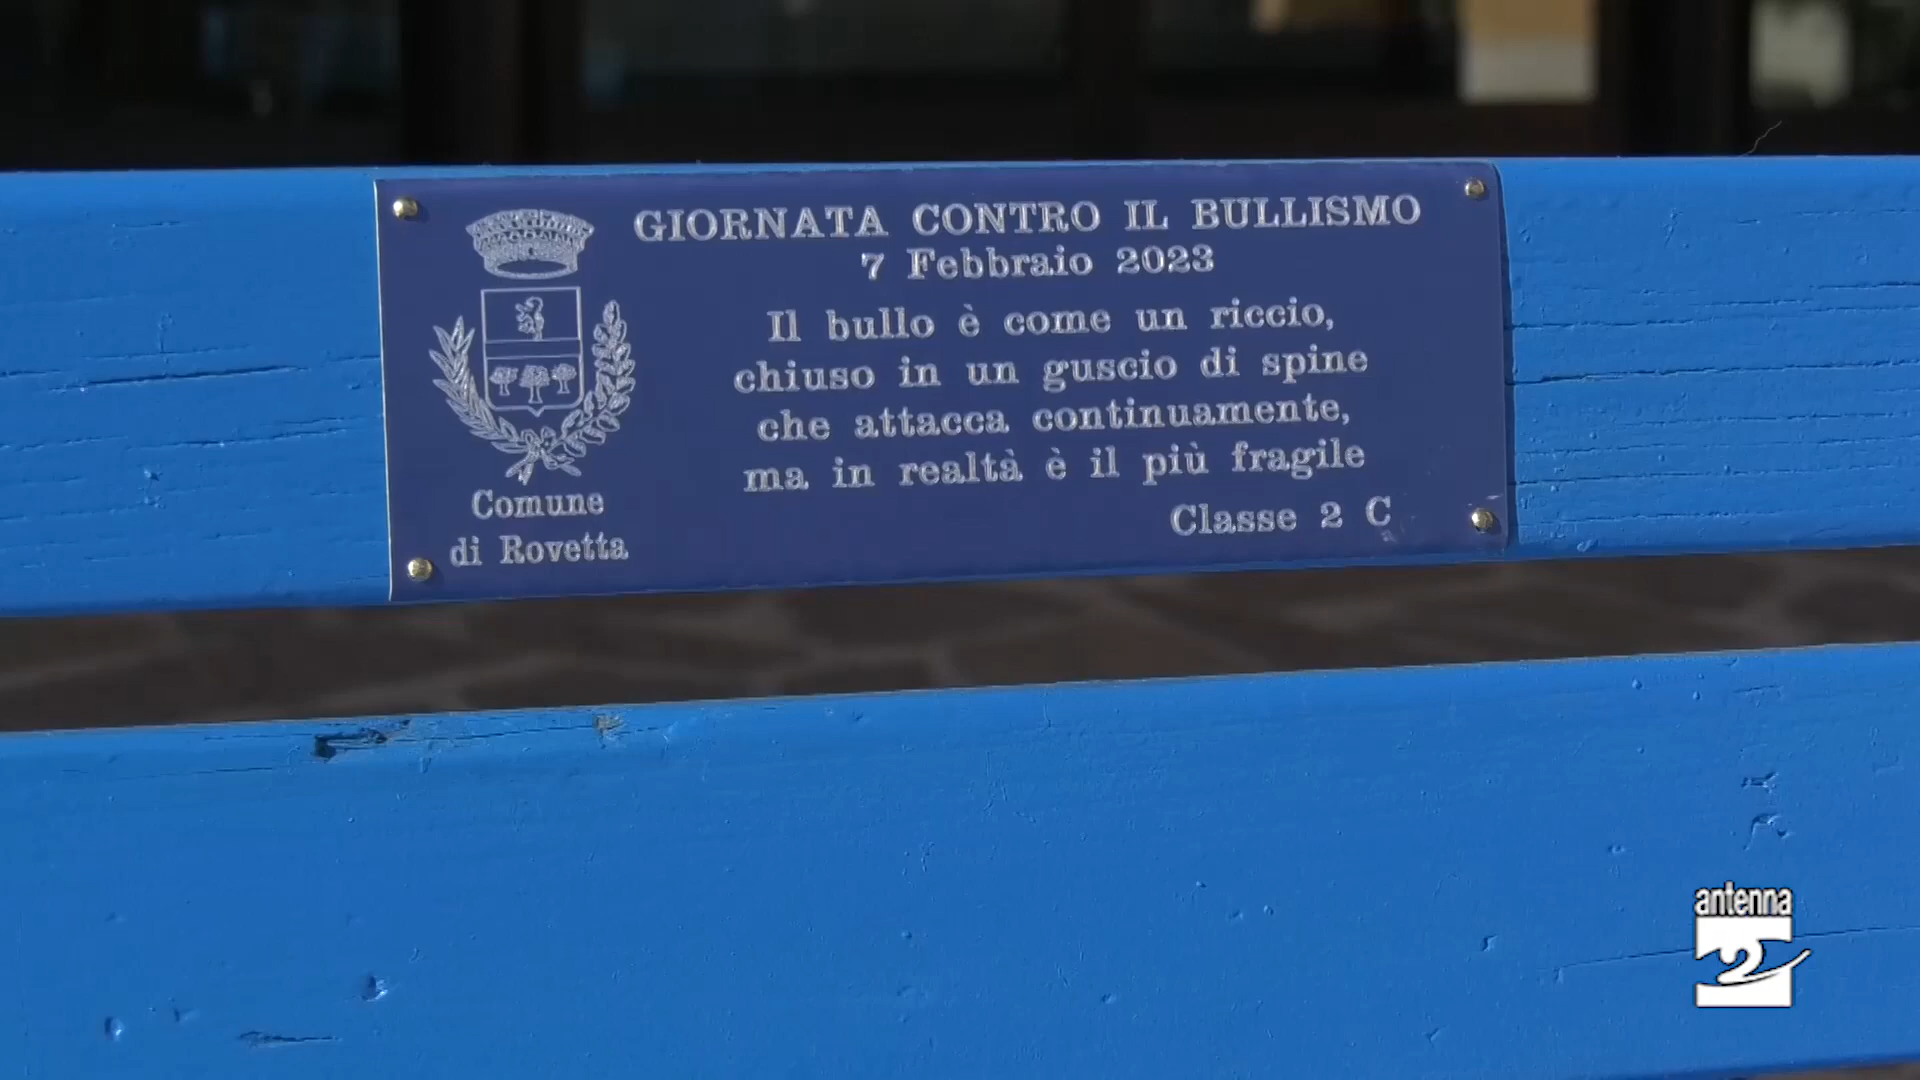 GIORNATA CONTRO IL BULLISMO
7 Febbraio 2023
Il bullo è come un riccio,
chiuso in un guscio di spine
che attacca continuamente,
ma in realtà è il più fragile
Classe 2 C
Comune
di Rovetta
antenna
2